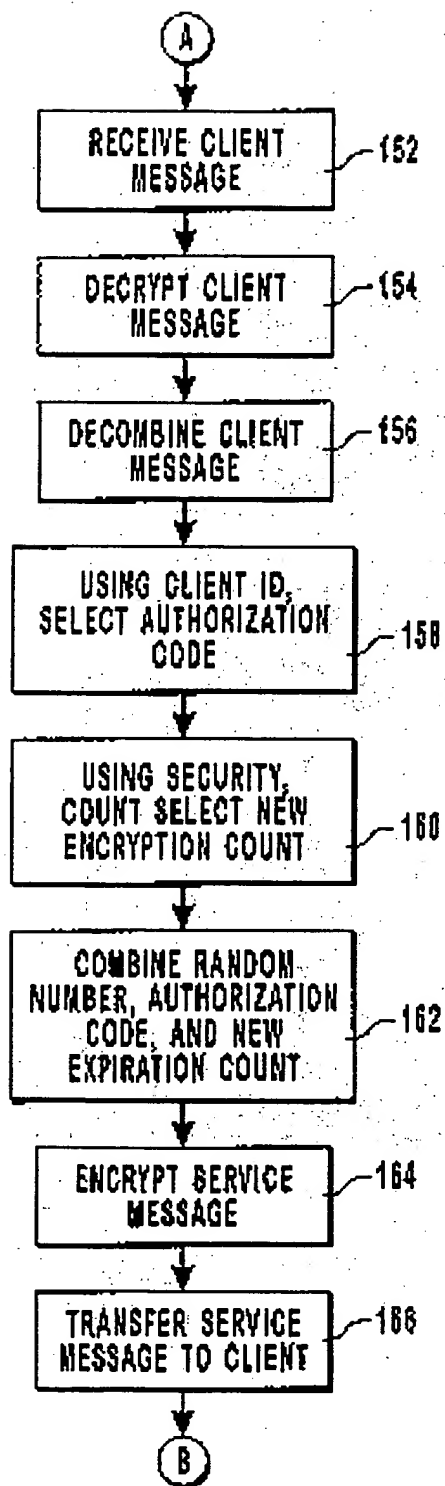 A
RECEIVE CLIENT
MESSAGE
152
DECRYPT CLIENT
MESSAGE
154
DECOMBINE CLIENT
MESSAGE
156
USING CLIENT ID,
SELECT AUTHORIZATION
CODE
158
USING SECURITY,
COUNT SELECT NEW
ENCRYPTION COUNT
160
COMBINE RANDOM
NUMBER, AUTHORIZATION
CODE, AND NEW
EXPIRATION COUNT
162
ENCRYPT SERVICE
MESSAGE
164
TRANSFER SERVICE
MESSAGE TO CLIENT
166
B